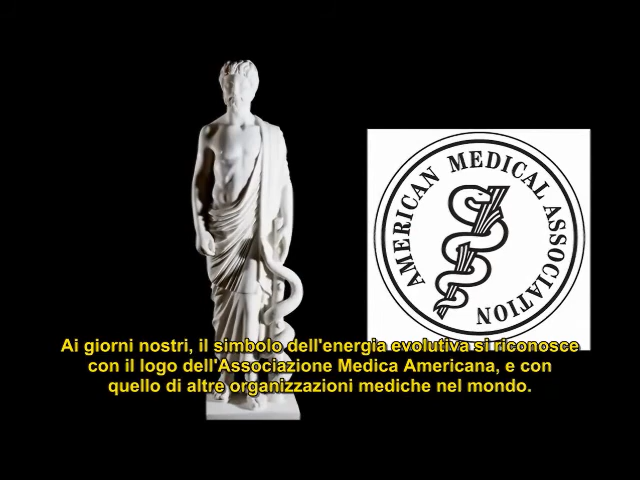 AMERICAN MEDICAL ASSOCIATION
Ai giorni nostri, il simbolo dell'energia evolutiva si riconosce
con il logo dell'Associazione Medica Americana, e con
quello di altre organizzazioni mediche nel mondo.